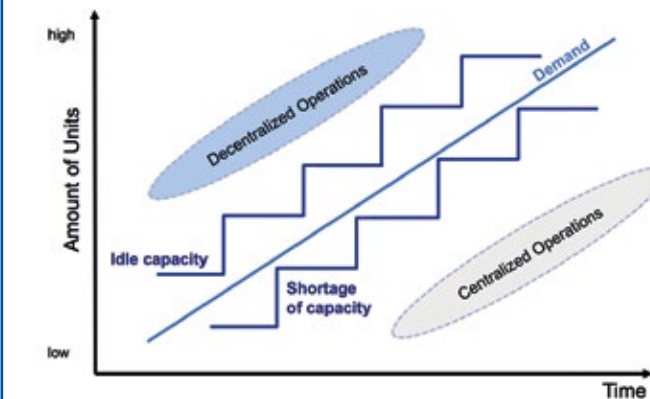 high
Amount of Units
low
Decentralized Operations
Demand
Idle capacity
Shortage
of capacity
Centralized Operations
Time